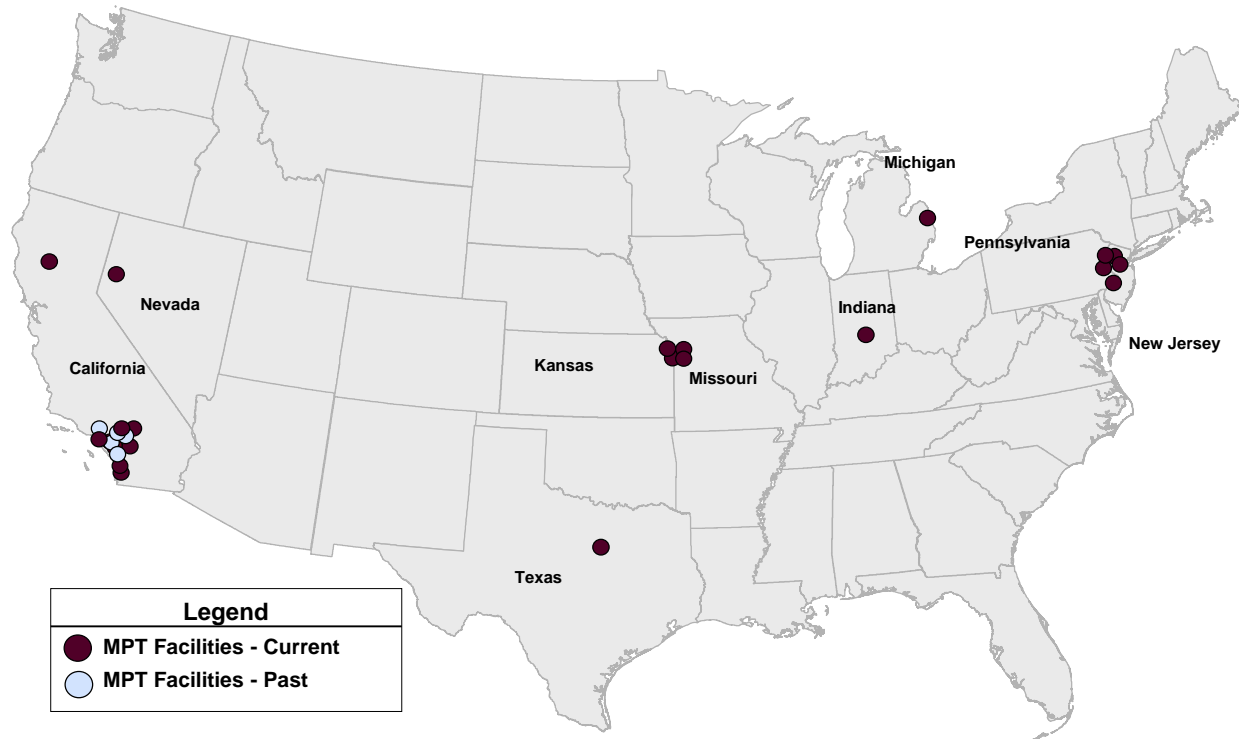 Michigan
Pennsylvania
Nevada
Indiana
New Jersey
Kansas
California
Missouri
Texas
Legend
MPT Facilities - Current
MPT Facilities - Past